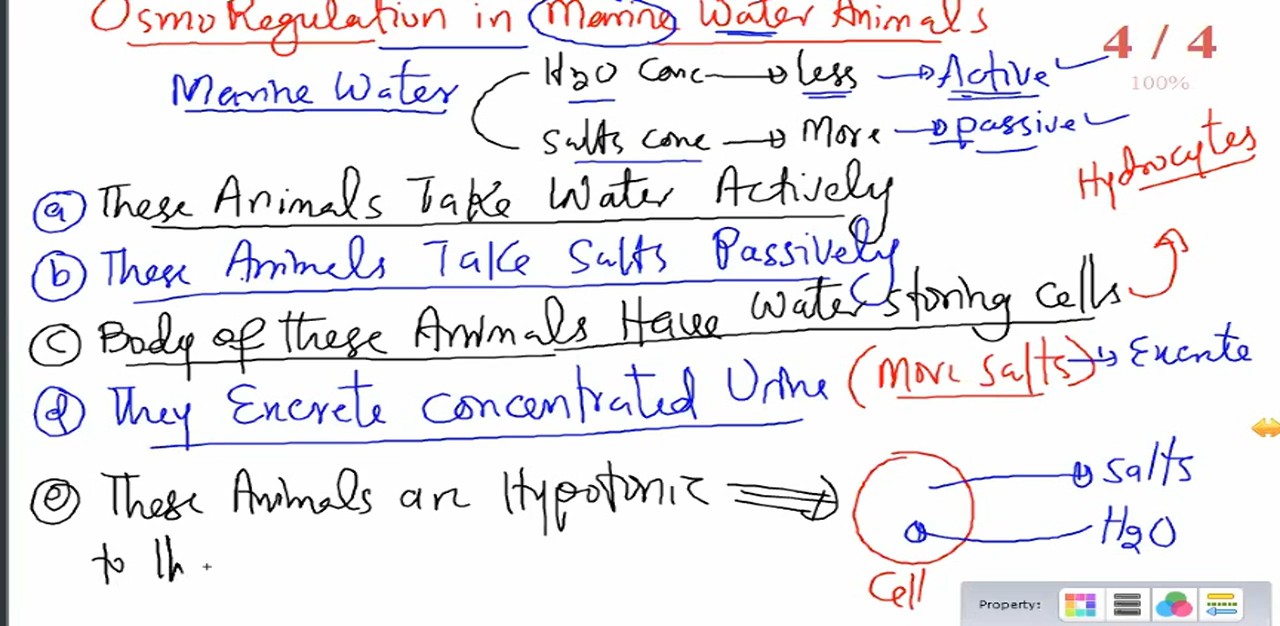 OsmoRegulation in Marine Water Animals
4 / 4
100%
Marine Water
H2O Conc → less → Active
Salts conc → More → passive
Hydrocytes
(a) These Animals Take Water Actively
(b) These Animals Take Salts Passively
(c) Body of these Animals Have Water storing cells
(d) They Excrete concentrated Urine (More salts) → Excrete
(e) These Animals are Hypotonic ⇒
to th
Salts
H2O
Cell
Property: